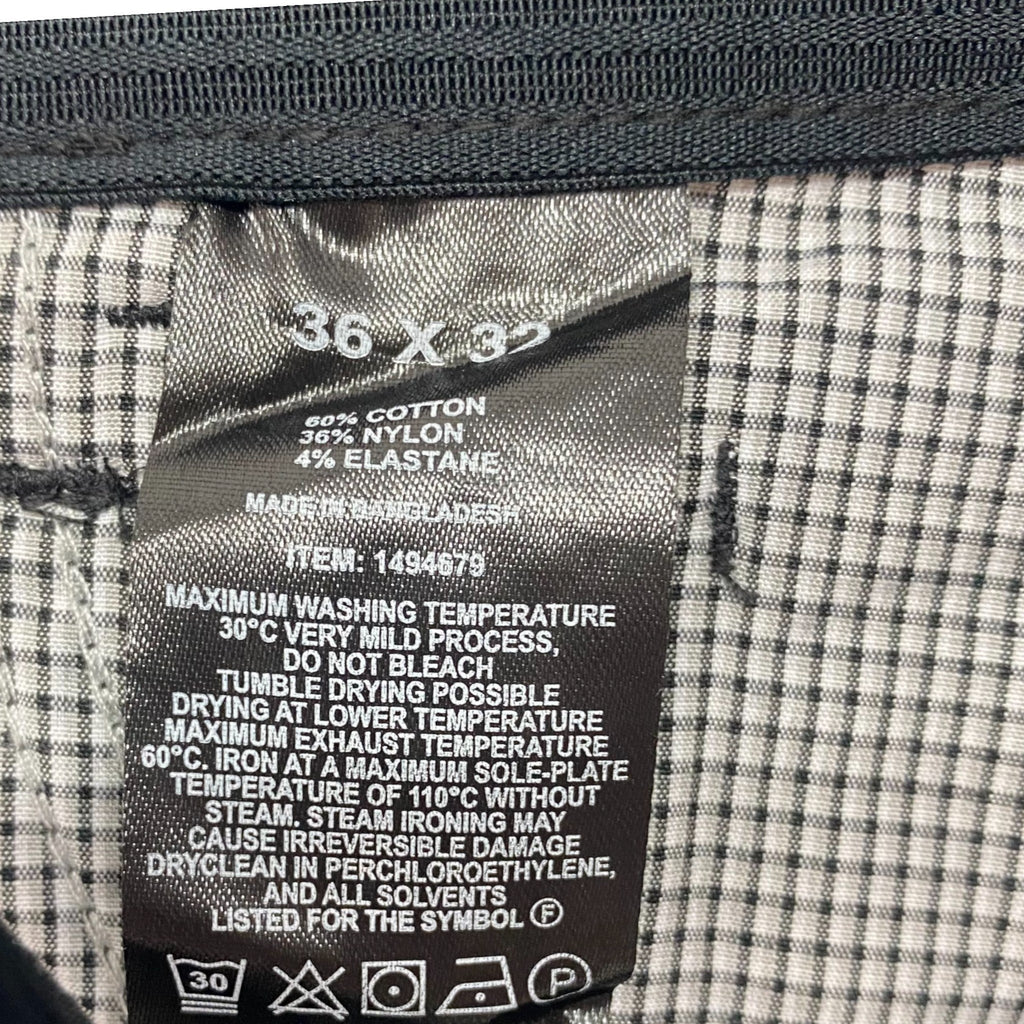 36 X 32
60% COTTON
36% NYLON
4% ELASTANE
MADE IN BANGLADESH
ITEM: 1494679
MAXIMUM WASHING TEMPERATURE
30°C VERY MILD PROCESS,
DO NOT BLEACH
TUMBLE DRYING POSSIBLE
DRYING AT LOWER TEMPERATURE
MAXIMUM EXHAUST TEMPERATURE
60°C. IRON AT A MAXIMUM SOLE-PLATE
TEMPERATURE OF 110°C WITHOUT
STEAM. STEAM IRONING MAY
CAUSE IRREVERSIBLE DAMAGE
DRYCLEAN IN PERCHLOROETHYLENE,
AND ALL SOLVENTS
LISTED FOR THE SYMBOL Ⓕ
30 P